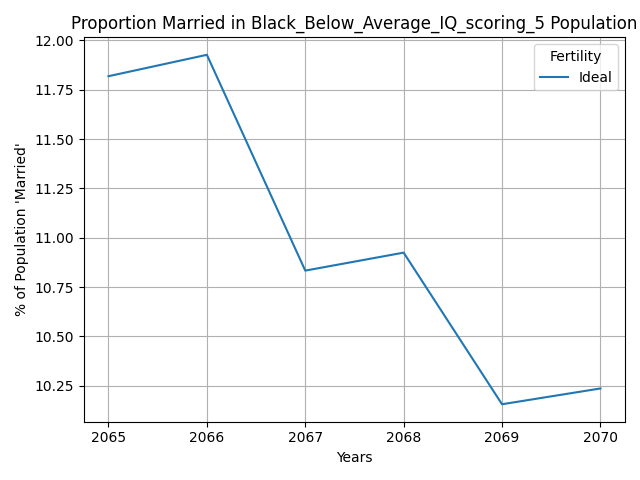 Proportion Married in Black_Below_Average_IQ_scoring_5 Population
Fertility
Ideal
% of Population 'Married'
12.00
11.75
11.50
11.25
11.00
10.75
10.50
10.25
2065 2066 2067 2068 2069 2070
Years